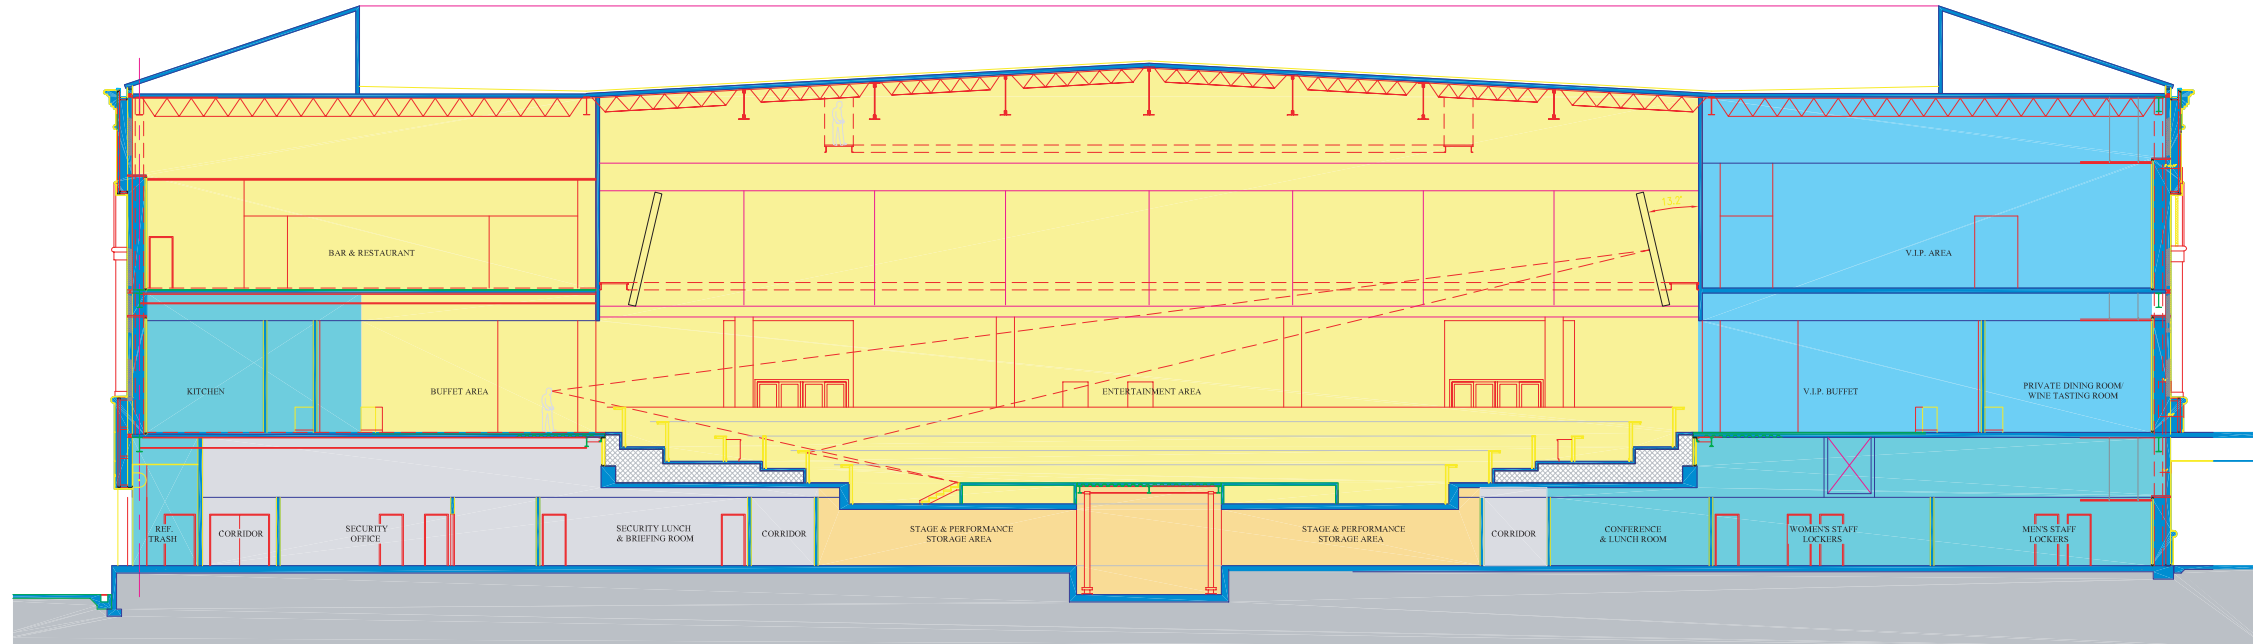 13.2°
BAR & RESTAURANT
V.I.P. AREA
KITCHEN
BUFFET AREA
ENTERTAINMENT AREA
V.I.P. BUFFET
PRIVATE DINING ROOM/
WINE TASTING ROOM
REF.
TRASH
CORRIDOR
SECURITY
OFFICE
SECURITY LUNCH
& BRIEFING ROOM
CORRIDOR
STAGE & PERFORMANCE
STORAGE AREA
STAGE & PERFORMANCE
STORAGE AREA
CORRIDOR
CONFERENCE
& LUNCH ROOM
WOMEN'S STAFF
LOCKERS
MEN'S STAFF
LOCKERS